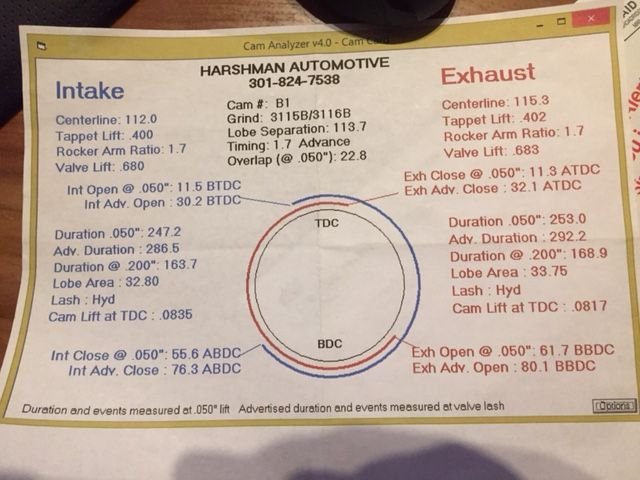 Cam Analyzer v4.0 - Cam
HARSHMAN AUTOMOTIVE
301-824-7538
Intake
Centerline: 112.0
Tappet Lift: .400
Rocker Arm Ratio: 1.7
Valve Lift: .680
Cam #: B1
Grind: 3115B/3116B
Lobe Separation: 113.7
Timing: 1.7 Advance
Overlap (@ .050"): 22.8
Exhaust
Centerline: 115.3
Tappet Lift: .402
Rocker Arm Ratio: 1.7
Valve Lift: .683
Int Open @ .050": 11.5 BTDC
Int Adv. Open : 30.2 BTDC
Exh Close @ .050": 11.3 ATDC
Exh Adv. Close : 32.1 ATDC
TDC
Duration .050": 247.2
Adv. Duration : 286.5
Duration @ .200": 163.7
Lobe Area : 32.80
Lash : Hyd
Cam Lift at TDC : .0835
Duration .050": 253.0
Adv. Duration : 292.2
Duration @ .200" : 168.9
Lobe Area : 33.75
Lash : Hyd
Cam Lift at TDC : .0817
BDC
Int Close @ .050": 55.6 ABDC
Int Adv. Close : 76.3 ABDC
Exh Open @ .050": 61.7 BBDC
Exh Adv. Open : 80.1 BBDC
Duration and events measured at .050" lift Advertised duration and events measured at valve lash
Options